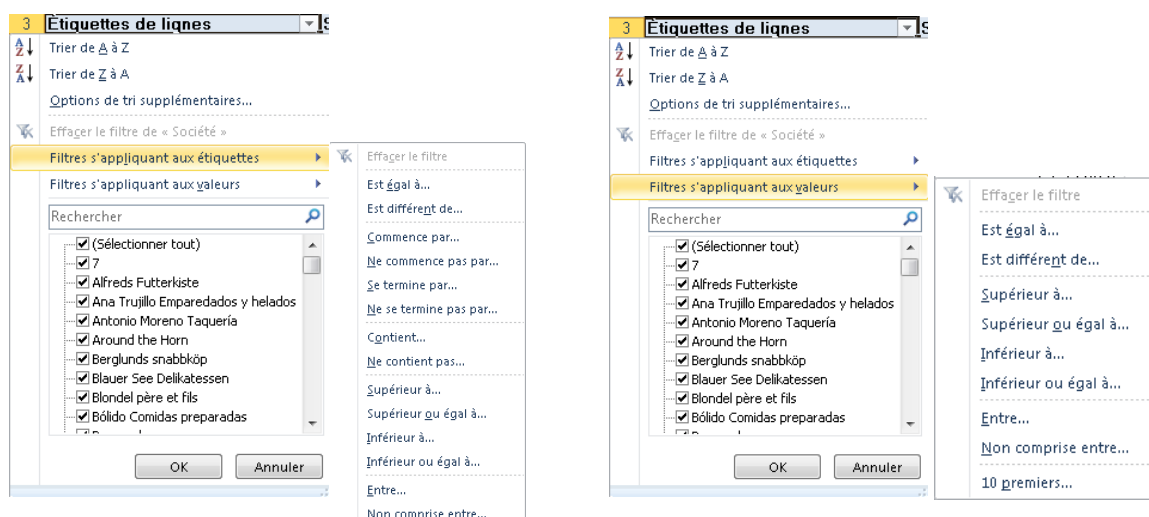 3 Étiquettes de lignes
Trier de A à Z
Trier de Z à A
Options de tri supplémentaires...
Effacer le filtre de « Société »
Filtres s'appliquant aux étiquettes
Filtres s'appliquant aux valeurs
Rechercher
(Sélectionner tout)
7
Alfreds Futterkiste
Ana Trujillo Emparedados y helados
Antonio Moreno Taquería
Around the Horn
Berglunds snabbköp
Blauer See Delikatessen
Blondel père et fils
Bólido Comidas preparadas
OK Annuler
Effacer le filtre
Est égal à...
Est différent de...
Commence par...
Ne commence pas par...
Se termine par...
Ne se termine pas par...
Contient...
Ne contient pas...
Supérieur à...
Supérieur ou égal à...
Inférieur à...
Inférieur ou égal à...
Entre...
Non comprise entre...
3 Étiquettes de lignes
Trier de A à Z
Trier de Z à A
Options de tri supplémentaires...
Effacer le filtre de « Société »
Filtres s'appliquant aux étiquettes
Filtres s'appliquant aux valeurs
Rechercher
(Sélectionner tout)
7
Alfreds Futterkiste
Ana Trujillo Emparedados y helados
Antonio Moreno Taquería
Around the Horn
Berglunds snabbköp
Blauer See Delikatessen
Blondel père et fils
Bólido Comidas preparadas
OK Annuler
Effacer le filtre
Est égal à...
Est différent de...
Supérieur à...
Supérieur ou égal à...
Inférieur à...
Inférieur ou égal à...
Entre...
Non comprise entre...
10 premiers...